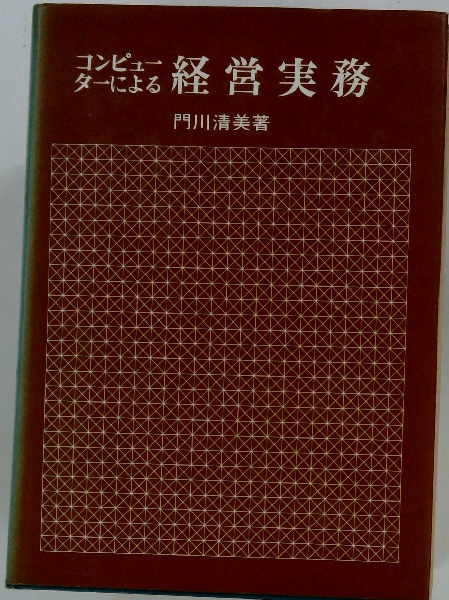 コンピュー
ターによる 経営実務
門川清美著